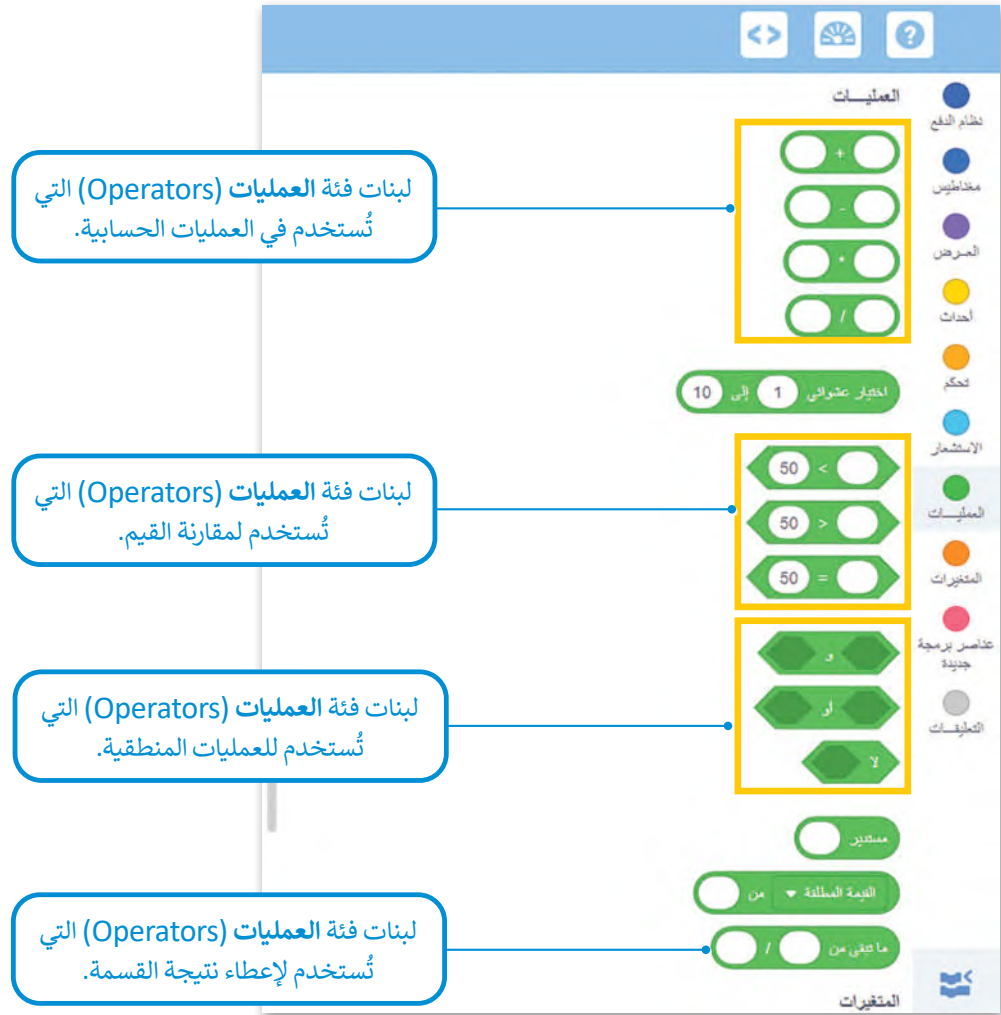 العمليـــات
+
-
*
/
اختيار عشوائي 1 إلى 10
< 50
> 50
= 50
و
أو
لا
مستدير
القيمة المطلقة من
ما تبقى من /
المتغيرات
نظام الدفع
مغناطيس
العـرض
أحداث
تحكم
الاستشعار
العمليـــات
المتغيرات
عناصر برمجة
جديدة
التعليقـــات
لبنات فئة العمليات (Operators) التي
تُستخدم في العمليات الحسابية.
لبنات فئة العمليات (Operators) التي
تُستخدم لمقارنة القيم.
لبنات فئة العمليات (Operators) التي
تُستخدم للعمليات المنطقية.
لبنات فئة العمليات (Operators) التي
تُستخدم لإعطاء نتيجة القسمة.